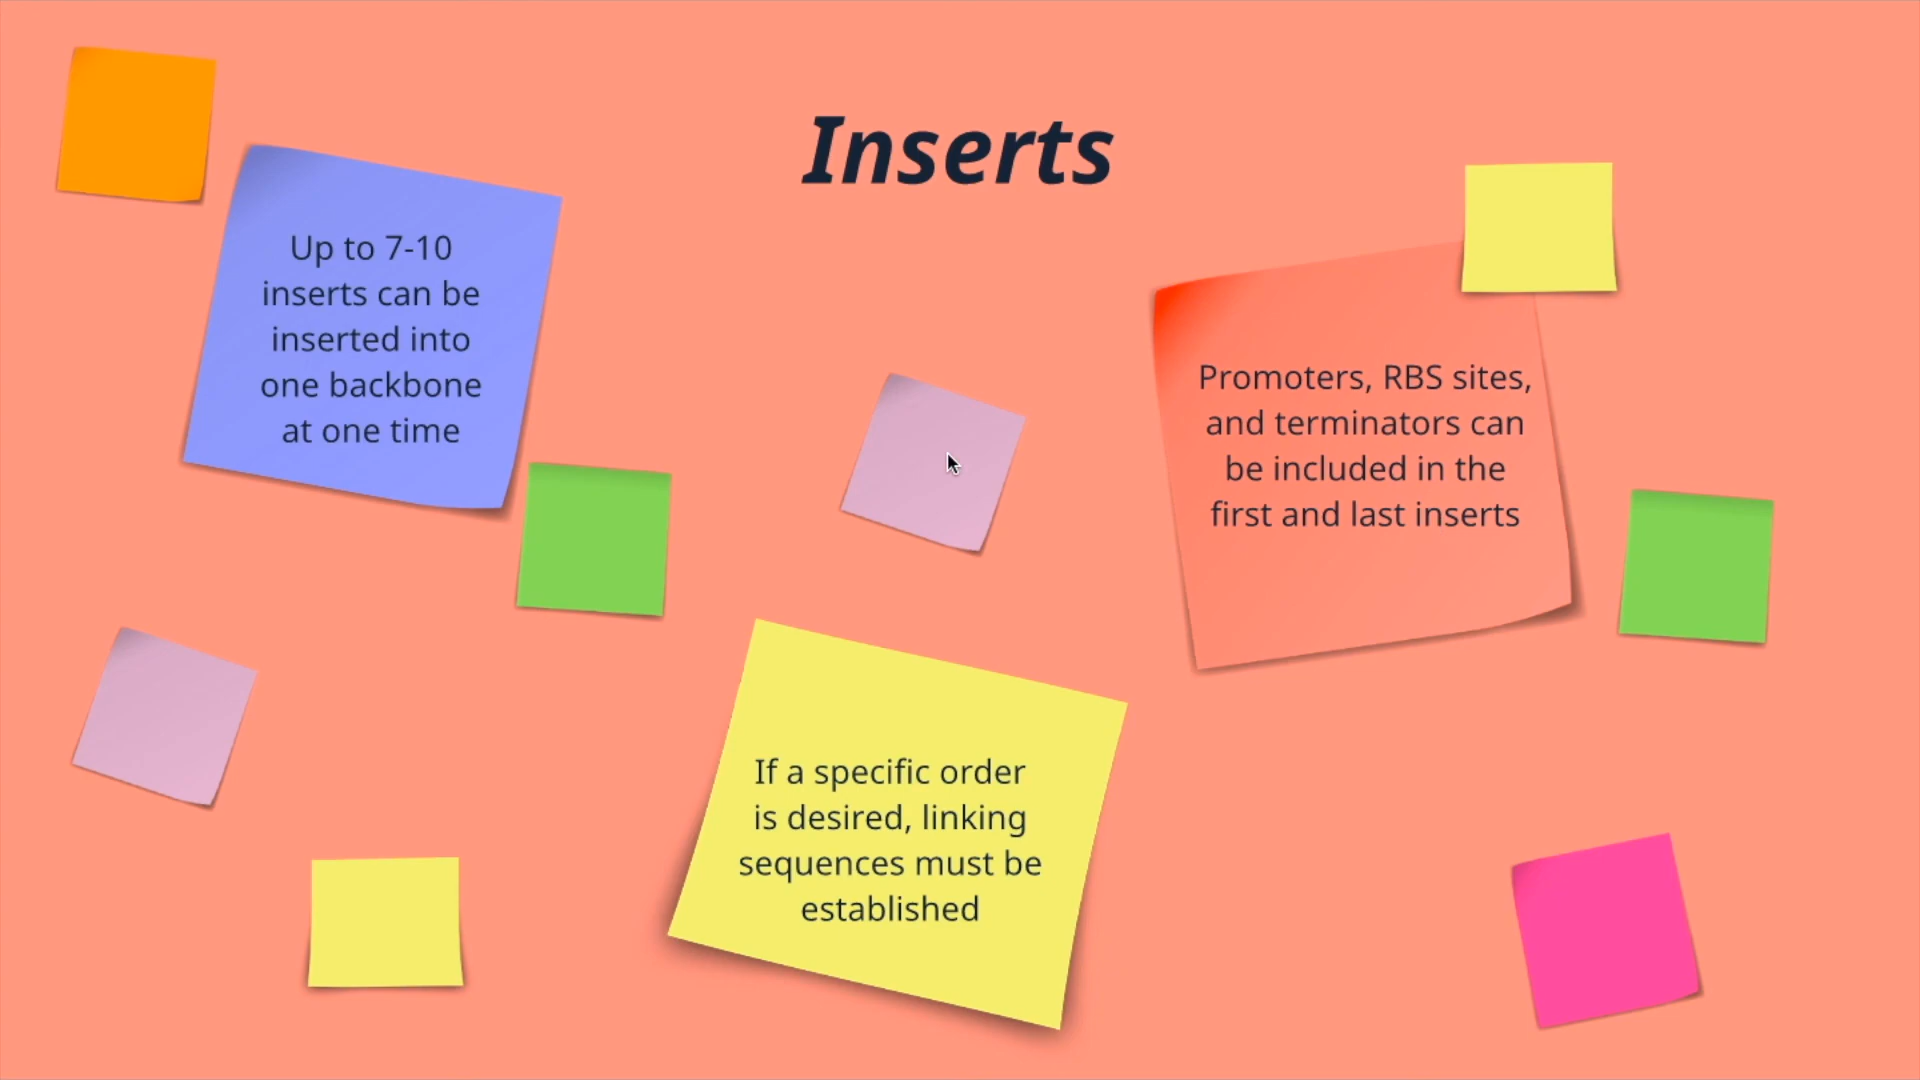 Inserts
Up to 7-10
inserts can be
inserted into
one backbone
at one time
Promoters, RBS sites,
and terminators can
be included in the
first and last inserts
If a specific order
is desired, linking
sequences must be
established